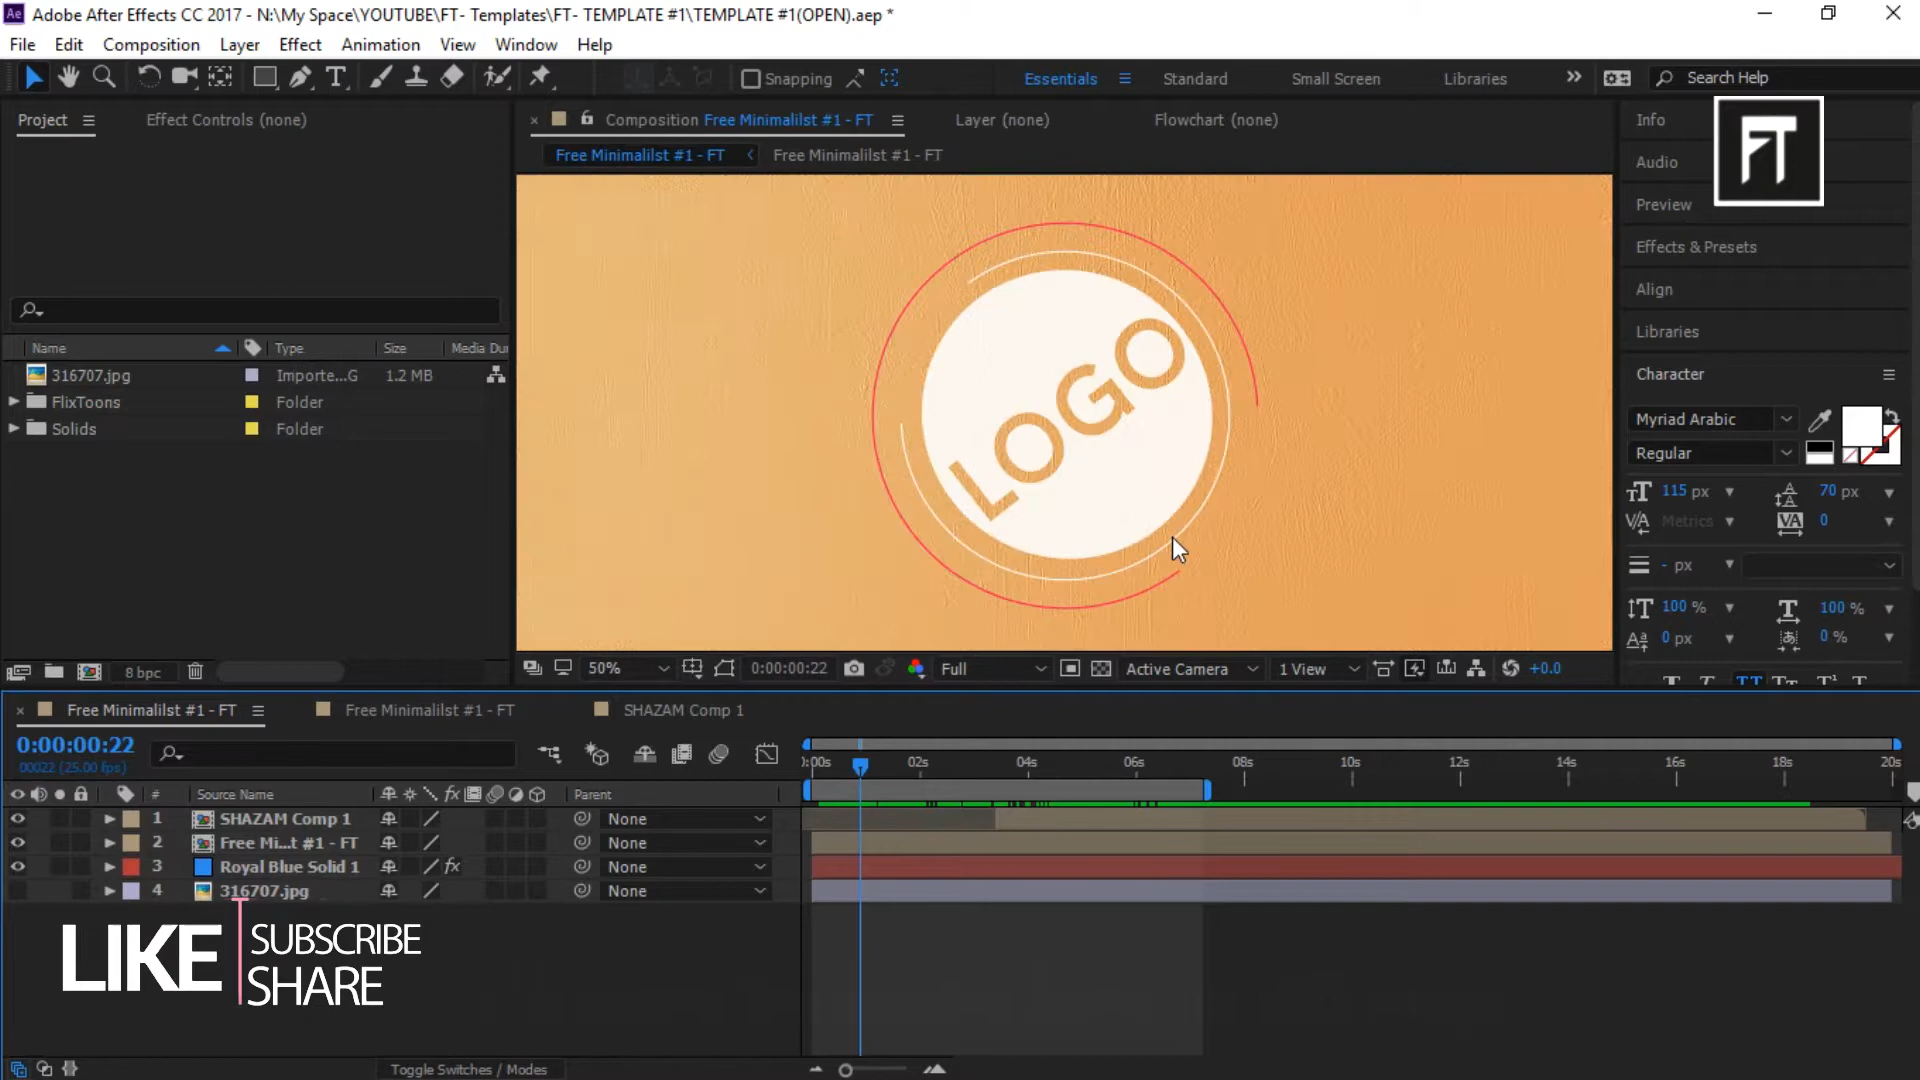 Ae Adobe After Effects CC 2017 - N:\My Space\YOUTUBE\FT- Templates\FT- TEMPLATE #1\TEMPLATE #1(OPEN).aep *
File Edit Composition Layer Effect Animation View Window Help
Snapping Essentials Standard Small Screen Libraries Search Help
Project Effect Controls (none)
Composition Free Minimalilst #1 - FT Layer (none) Flowchart (none)
Free Minimalilst #1 - FT Free Minimalilst #1 - FT
FT
LOGO
Info
Audio
Preview
Effects & Presets
Align
Libraries
Character
Myriad Arabic
Regular
115 px 70 px
Metrics 0
- px
100 % 100 %
0 px 0 %
Name Type Size Media Du
316707.jpg Importe...G 1.2 MB
FlixToons Folder
Solids Folder
8 bpc
50% 0:00:00:22 Full Active Camera 1 View +0.0
Free Minimalilst #1 - FT Free Minimalilst #1 - FT SHAZAM Comp 1
0:00:00:22
00022 (25.00 fps)
:00s 02s 04s 06s 08s 10s 12s 14s 16s 18s 20s
# Source Name Parent
1 SHAZAM Comp 1 None
2 Free Mi...t #1 - FT None
3 Royal Blue Solid 1 fx None
4 316707.jpg None
LIKE
SUBSCRIBE
SHARE
Toggle Switches / Modes